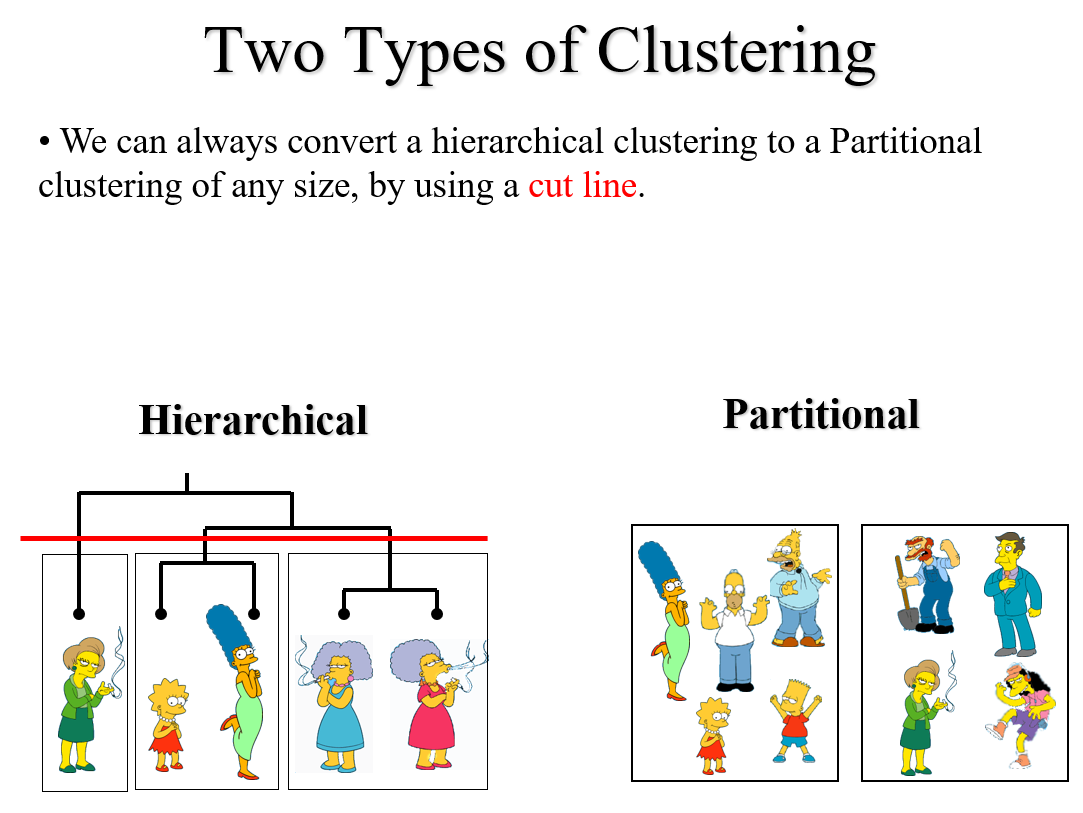 Two Types of Clustering
• We can always convert a hierarchical clustering to a Partitional
clustering of any size, by using a cut line.
Hierarchical
Partitional